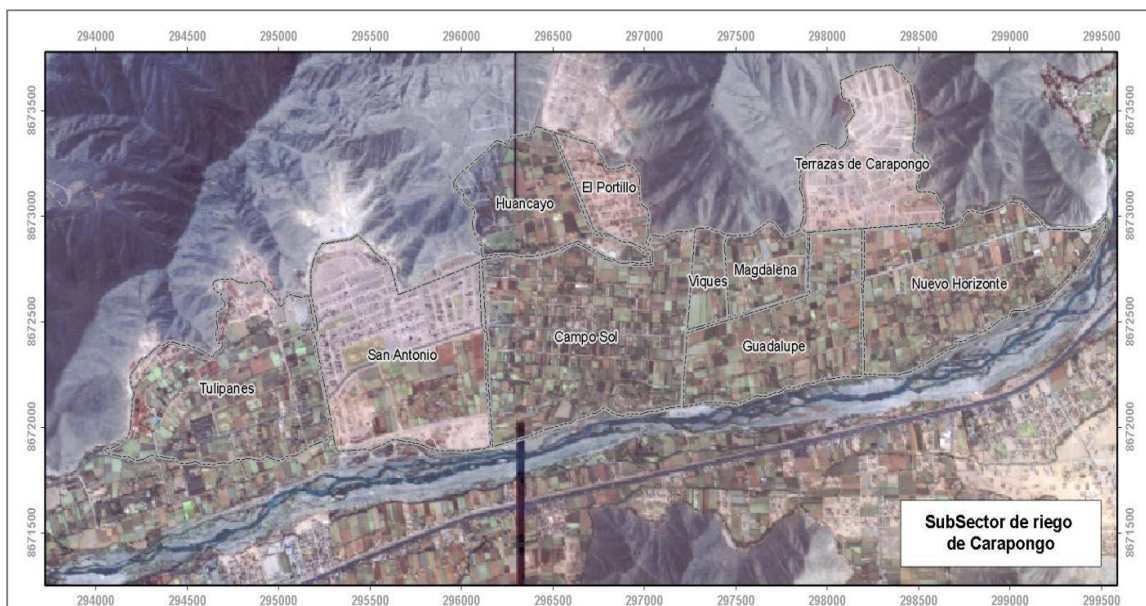 294000 294500 295000 295500 296000 296500 297000 297500 298000 298500 299000 299500
8673500 8673500
Terrazas de Carapongo
El Portillo
Huancayo
8673000 8673000
Magdalena
Viques
Nuevo Horizonte
8672500 8672500
Campo Sol
Guadalupe
San Antonio
Tulipanes
8672000 8672000
SubSector de riego
de Carapongo
8671500 8671500
294000 294500 295000 295500 296000 296500 297000 297500 298000 298500 299000 299500